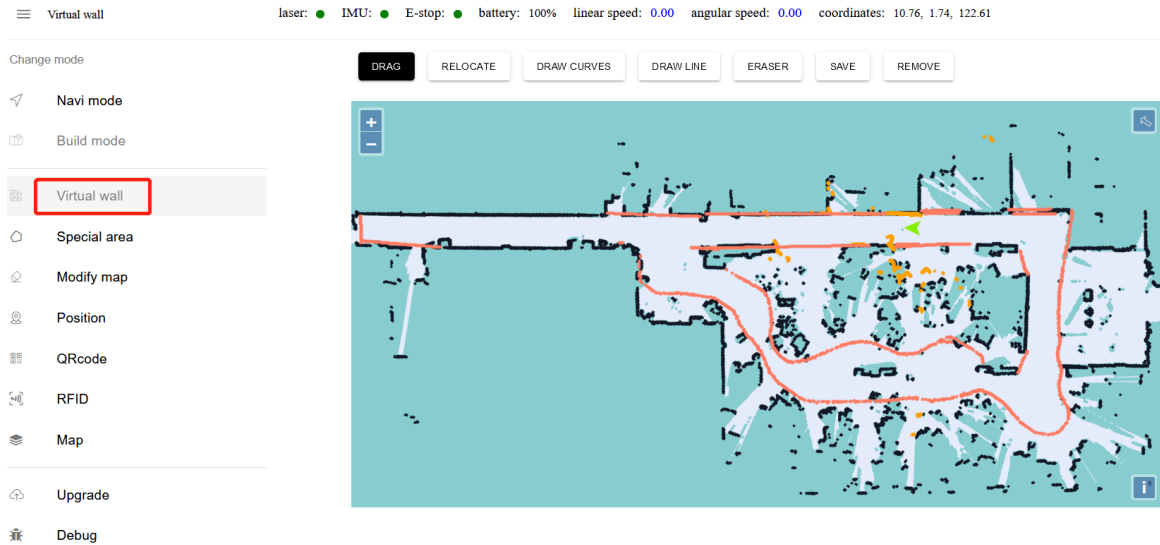 Virtual wall laser: IMU: E-stop: battery: 100% linear speed: 0.00 angular speed: 0.00 coordinates: 10.76, 1.74, 122.61
Change mode
DRAG RELOCATE DRAW CURVES DRAW LINE ERASER SAVE REMOVE
Navi mode
Build mode
Virtual wall
Special area
Modify map
Position
QRcode
RFID
Map
Upgrade
Debug
+
−
i